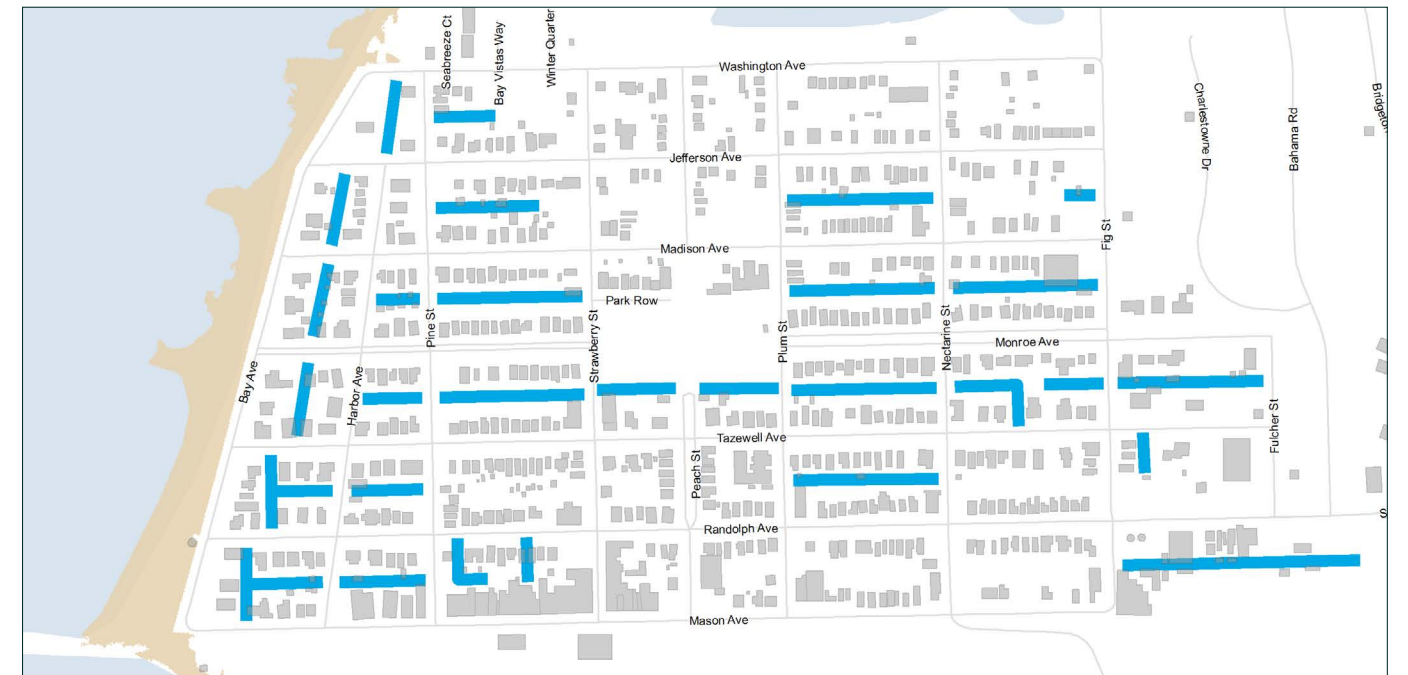 Seabreeze Ct
Bay Vistas Way
Winter Quarter
Washington Ave
Charlestowne Dr
Bahama Rd
Jefferson Ave
Madison Ave
Fig St
Park Row
Pine St
Strawberry St
Plum St
Nectarine St
Monroe Ave
Bay Ave
Harbor Ave
Tazewell Ave
Fulcher St
Peach St
Randolph Ave
S
Mason Ave